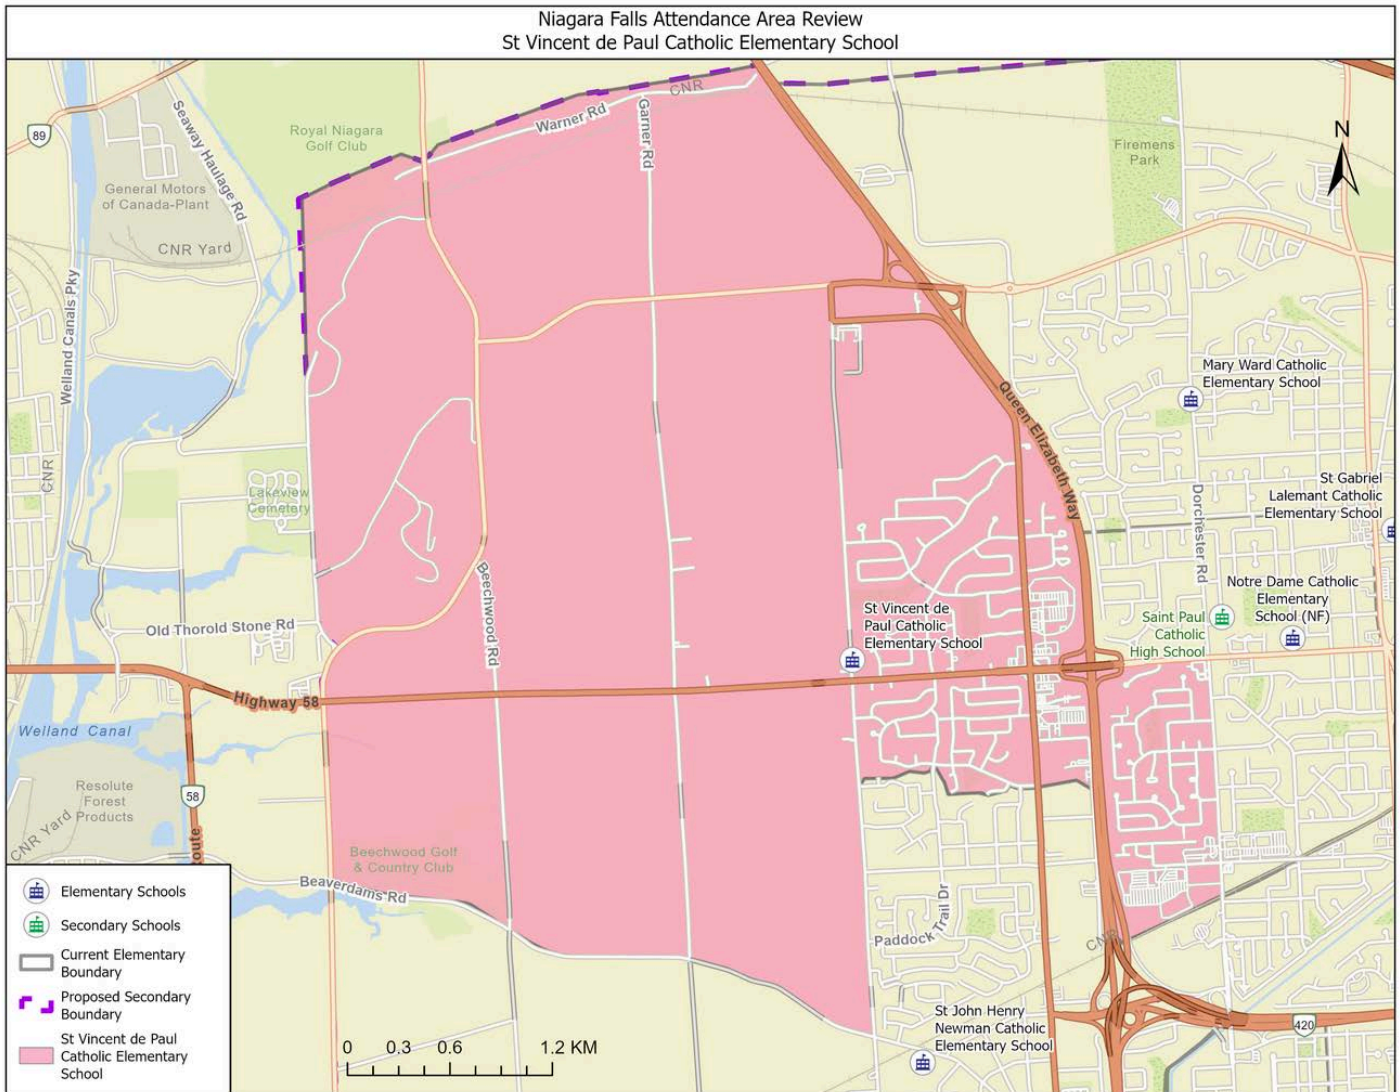 Niagara Falls Attendance Area Review
St Vincent de Paul Catholic Elementary School
89
Seaway Haulage Rd
Royal Niagara
Golf Club
Warner Rd
CNR
Garner Rd
Firemens
Park
N
General Motors
of Canada-Plant
CNR Yard
Welland Canals Pky
Mary Ward Catholic
Elementary School
Queen Elizabeth Way
CNR
Lakeview
Cemetery
Dorchester Rd
St Gabriel
Lalemant Catholic
Elementary School
Beechwood Rd
Notre Dame Catholic
Elementary
School (NF)
Old Thorold Stone Rd
St Vincent de
Paul Catholic
Elementary School
Saint Paul
Catholic
High School
Highway 58
Welland Canal
Resolute
Forest
Products
58
CNR Yard
oute
Beechwood Golf
& Country Club
Beaverdams Rd
Paddock Trail Dr
CNR
St John Henry
Newman Catholic
Elementary School
420
Elementary Schools
Secondary Schools
Current Elementary
Boundary
Proposed Secondary
Boundary
St Vincent de Paul
Catholic Elementary
School
0 0.3 0.6 1.2 KM